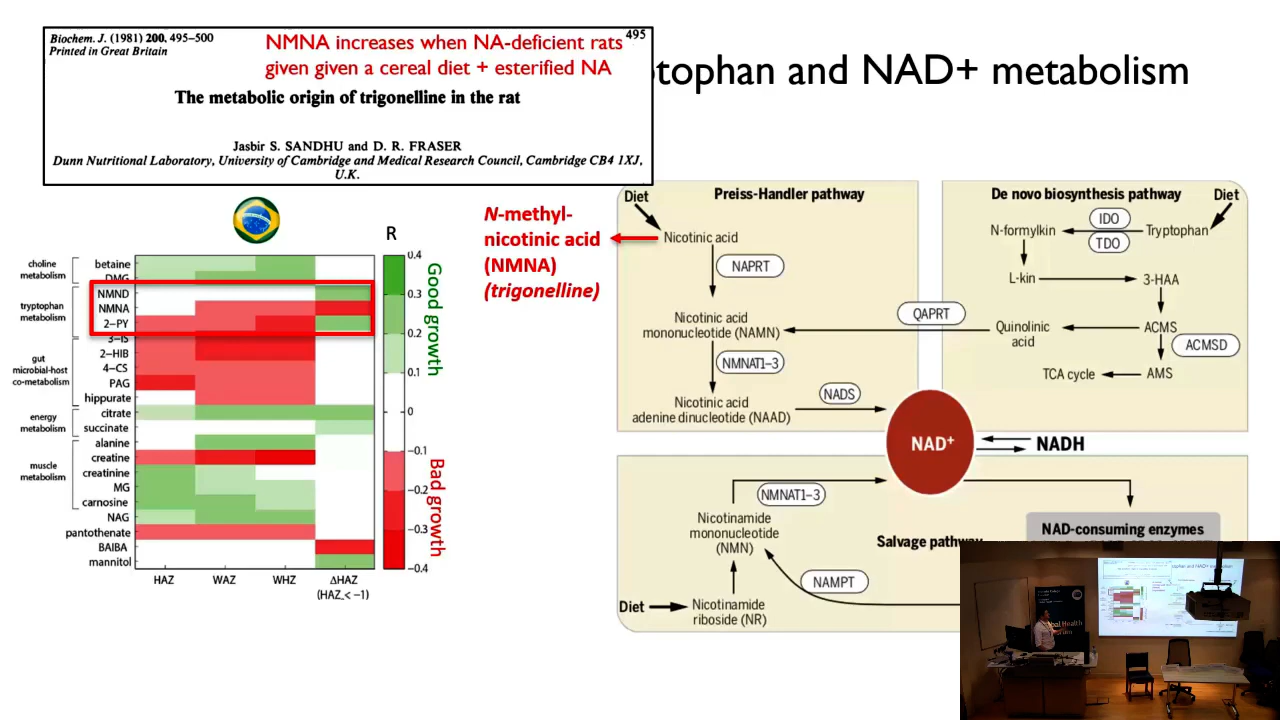 Biochem. J. (1981) 200, 495–500
Printed in Great Britain
495
NMNA increases when NA-deficient rats
given given a cereal diet + esterified NA
The metabolic origin of trigonelline in the rat
Jasbir S. SANDHU and D. R. FRASER
Dunn Nutritional Laboratory, University of Cambridge and Medical Research Council, Cambridge CB4 1XJ,
U.K.
ptophan and NAD+ metabolism
R
choline
metabolism
tryptophan
metabolism
gut
microbial-host
co-metabolism
energy
metabolism
muscle
metabolism
betaine
DMG
NMND
NMNA
2-PY
3-IS
2-HIB
4-CS
PAG
hippurate
citrate
succinate
alanine
creatine
creatinine
MG
carnosine
NAG
pantothenate
BAIBA
mannitol
HAZ
WAZ
WHZ
ΔHAZ
(HAZ < −1)
0.4
0.3
0.2
0.1
0
−0.1
−0.2
−0.3
−0.4
Good growth
Bad growth
N-methyl-
nicotinic acid
(NMNA)
(trigonelline)
Diet
Preiss-Handler pathway
Nicotinic acid
NAPRT
Nicotinic acid
mononucleotide (NAMN)
NMNAT1-3
Nicotinic acid
adenine dinucleotide (NAAD)
NADS
De novo biosynthesis pathway
Diet
N-formylkin
IDO
TDO
Tryptophan
L-kin
3-HAA
QAPRT
Quinolinic
acid
ACMS
ACMSD
TCA cycle
AMS
NAD+
NADH
NMNAT1-3
Nicotinamide
mononucleotide
(NMN)
Salvage pathway
NAD-consuming enzymes
NAMPT
Diet
Nicotinamide
riboside (NR)